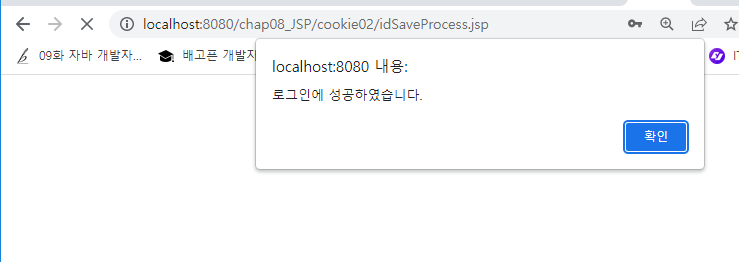 localhost:8080/chap08_JSP/cookie02/idSaveProcess.jsp
09화 자바 개발자...
배고픈 개발자
localhost:8080 내용:
로그인에 성공하였습니다.
확인